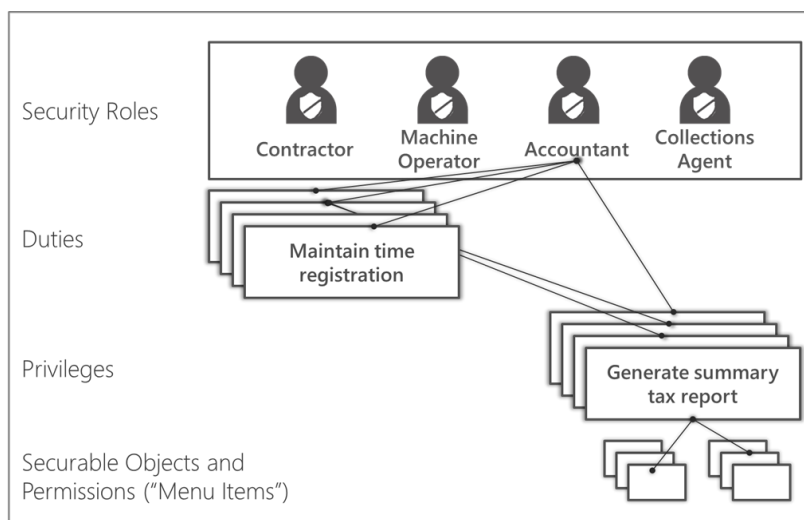 Security Roles
Contractor
Machine
Operator
Accountant
Collections
Agent
Duties
Maintain time
registration
Privileges
Generate summary
tax report
Securable Objects and
Permissions (“Menu Items”)